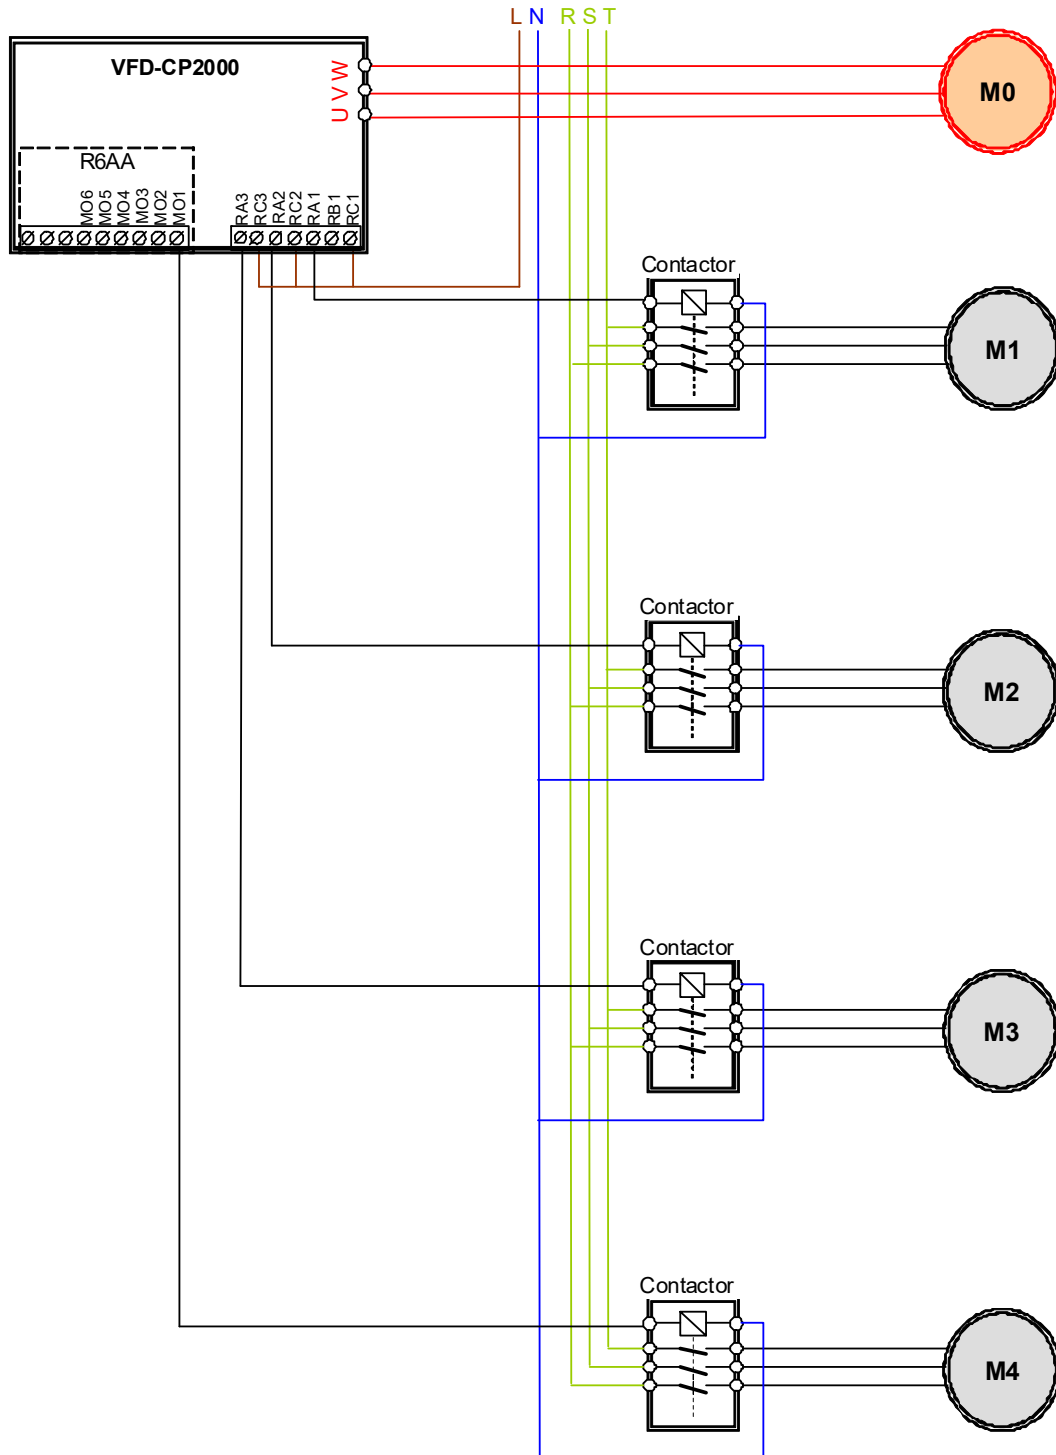 L N R S T
VFD-CP2000
U V W
M0
R6AA
MO6
MO5
MO4
MO3
MO2
MO1
RA3
RC3
RA2
RC2
RA1
RB1
RC1
Contactor
M1
Contactor
M2
Contactor
M3
Contactor
M4